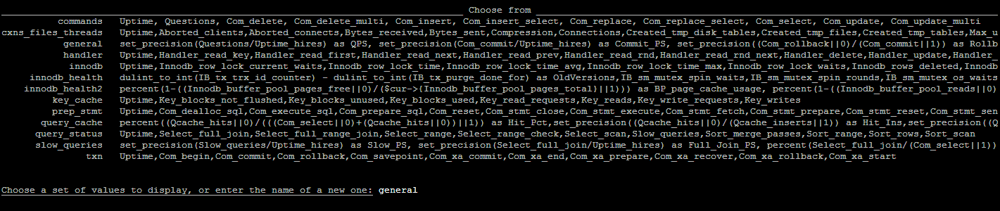 Choose from
commands Uptime, Questions, Com_delete, Com_delete_multi, Com_insert, Com_insert_select, Com_replace, Com_replace_select, Com_select, Com_update, Com_update_multi
cxns_files_threads Uptime,Aborted_clients,Aborted_connects,Bytes_received,Bytes_sent,Compression,Connections,Created_tmp_disk_tables,Created_tmp_files,Created_tmp_tables,Max_u
general set_precision(Questions/Uptime_hires) as QPS, set_precision(Com_commit/Uptime_hires) as Commit_PS, set_precision((Com_rollback||0)/(Com_commit||1)) as Rollb
handler Uptime,Handler_read_key,Handler_read_first,Handler_read_next,Handler_read_prev,Handler_read_rnd,Handler_read_rnd_next,Handler_delete,Handler_update,Handler_
innodb Uptime,Innodb_row_lock_current_waits,Innodb_row_lock_time,Innodb_row_lock_time_avg,Innodb_row_lock_time_max,Innodb_row_lock_waits,Innodb_rows_deleted,Innodb
innodb_health dulint_to_int(IB_tx_trx_id_counter) - dulint_to_int(IB_tx_purge_done_for) as OldVersions,IB_sm_mutex_spin_waits,IB_sm_mutex_spin_rounds,IB_sm_mutex_os_waits
innodb_health2 percent(1-((Innodb_buffer_pool_pages_free||0)/($cur->{Innodb_buffer_pool_pages_total}||1))) as BP_page_cache_usage, percent(1-((Innodb_buffer_pool_reads||0)
key_cache Uptime,Key_blocks_not_flushed,Key_blocks_unused,Key_blocks_used,Key_read_requests,Key_reads,Key_write_requests,Key_writes
prep_stmt Uptime,Com_dealloc_sql,Com_execute_sql,Com_prepare_sql,Com_reset,Com_stmt_close,Com_stmt_execute,Com_stmt_fetch,Com_stmt_prepare,Com_stmt_reset,Com_stmt_sen
query_cache percent((Qcache_hits||0)/(((Com_select||0)+(Qcache_hits||0))||1)) as Hit_Pct,set_precision((Qcache_hits||0)/(Qcache_inserts||1)) as Hit_Ins,set_precision((Q
query_status Uptime,Select_full_join,Select_full_range_join,Select_range,Select_range_check,Select_scan,Slow_queries,Sort_merge_passes,Sort_range,Sort_rows,Sort_scan
slow_queries set_precision(Slow_queries/Uptime_hires) as Slow_PS, set_precision(Select_full_join/Uptime_hires) as Full_Join_PS, percent(Select_full_join/(Com_select||1))
txn Uptime,Com_begin,Com_commit,Com_rollback,Com_savepoint,Com_xa_commit,Com_xa_end,Com_xa_prepare,Com_xa_recover,Com_xa_rollback,Com_xa_start
Choose a set of values to display, or enter the name of a new one: general